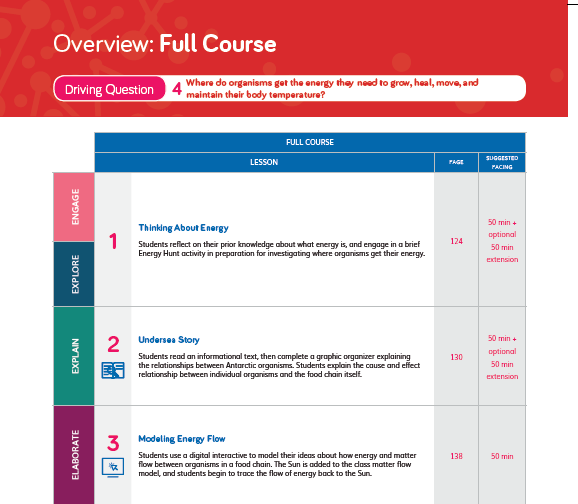 Overview: Full Course
Driving Question
4
Where do organisms get the energy they need to grow, heal, move, and
maintain their body temperature?
FULL COURSE
LESSON
PAGE
SUGGESTED
PACING
ENGAGE
EXPLORE
1
Thinking About Energy
Students reflect on their prior knowledge about what energy is, and engage in a brief
Energy Hunt activity in preparation for investigating where organisms get their energy.
124
50 min +
optional
50 min
extension
EXPLAIN
2
Undersea Story
Students read an informational text, then complete a graphic organizer explaining
the relationships between Antarctic organisms. Students explain the cause and effect
relationship between individual organisms and the food chain itself.
130
50 min +
optional
50 min
extension
ELABORATE
3
Modeling Energy Flow
Students use a digital interactive to model their ideas about how energy and matter
flow between organisms in a food chain. The Sun is added to the class matter flow
model, and students begin to trace the flow of energy back to the Sun.
138
50 min